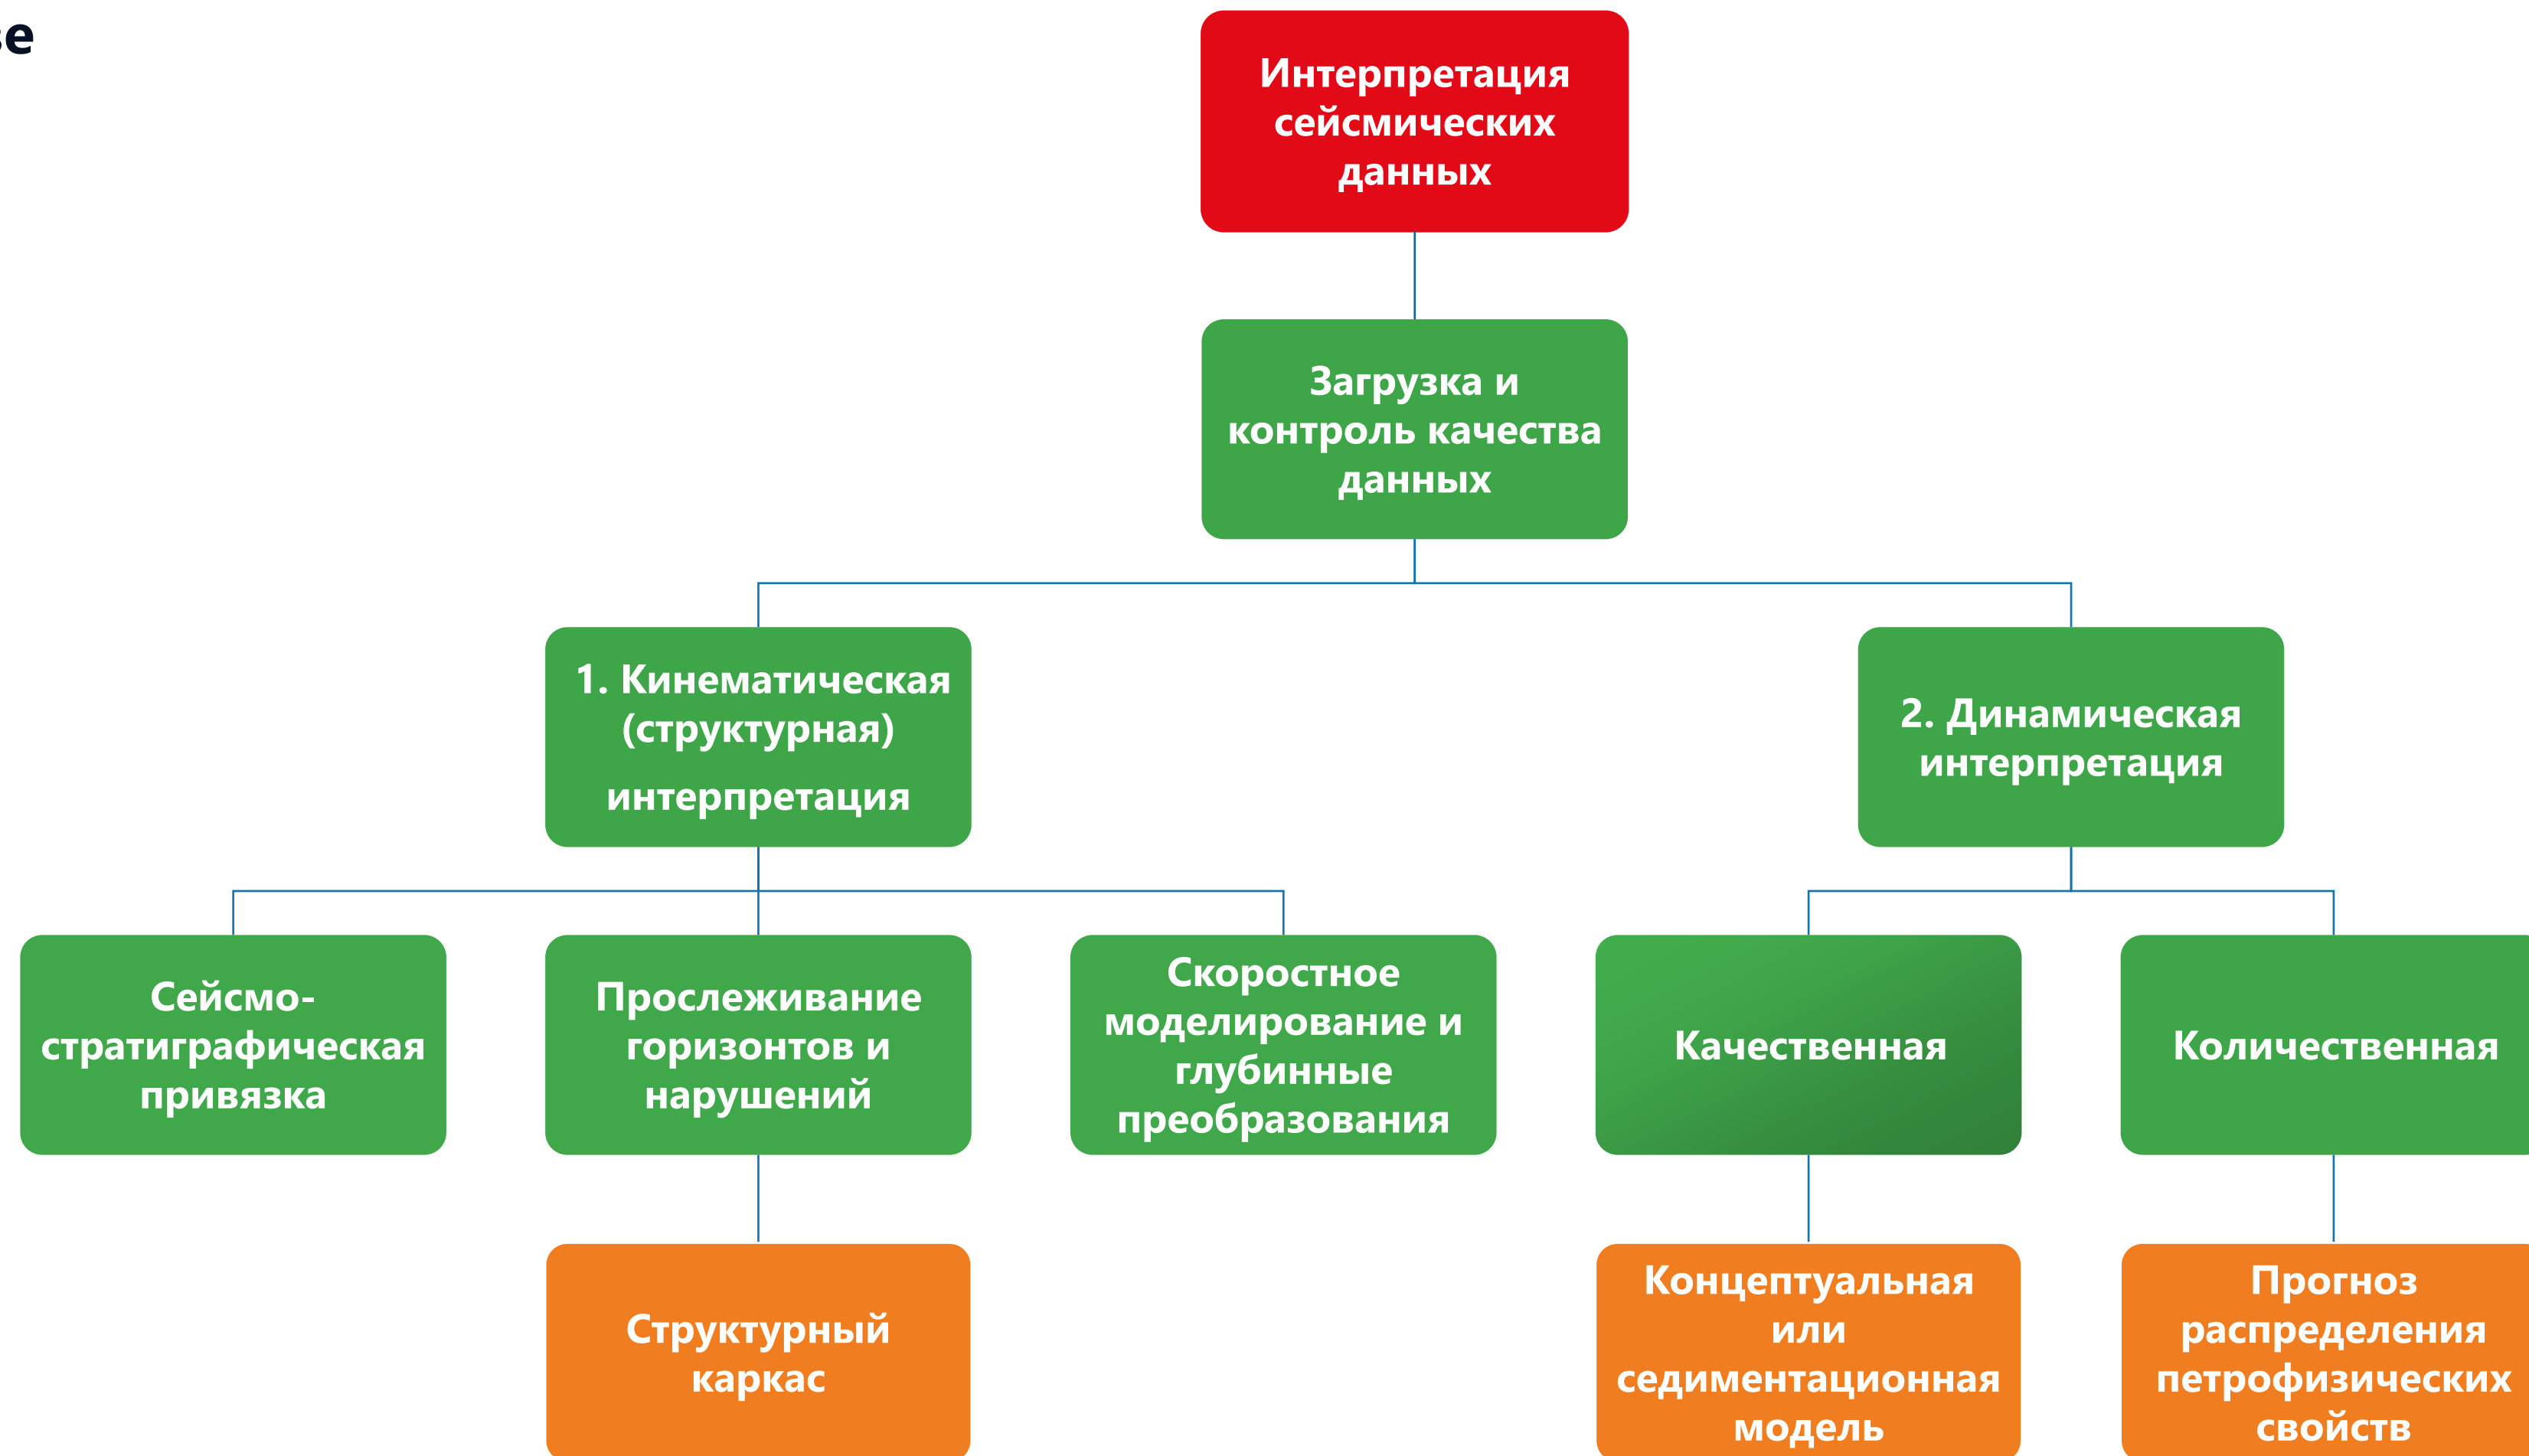 Интерпретация
сейсмических
данных
Загрузка и
контроль качества
данных
1. Кинематическая
(структурная)
интерпретация
2. Динамическая
интерпретация
Сейсмо-
стратиграфическая
привязка
Прослеживание
горизонтов и
нарушений
Скоростное
моделирование и
глубинные
преобразования
Качественная
Количественная
Структурный
каркас
Концептуальная
или
седиментационная
модель
Прогноз
распределения
петрофизических
свойств